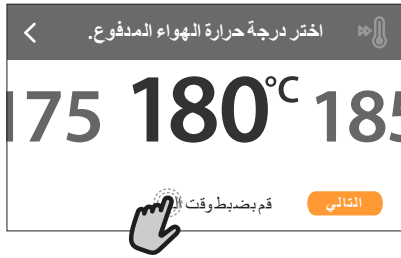 اختر درجة حرارة الهواء المدفوع.
175 180°C 185
التالي
قم بضبط وقت